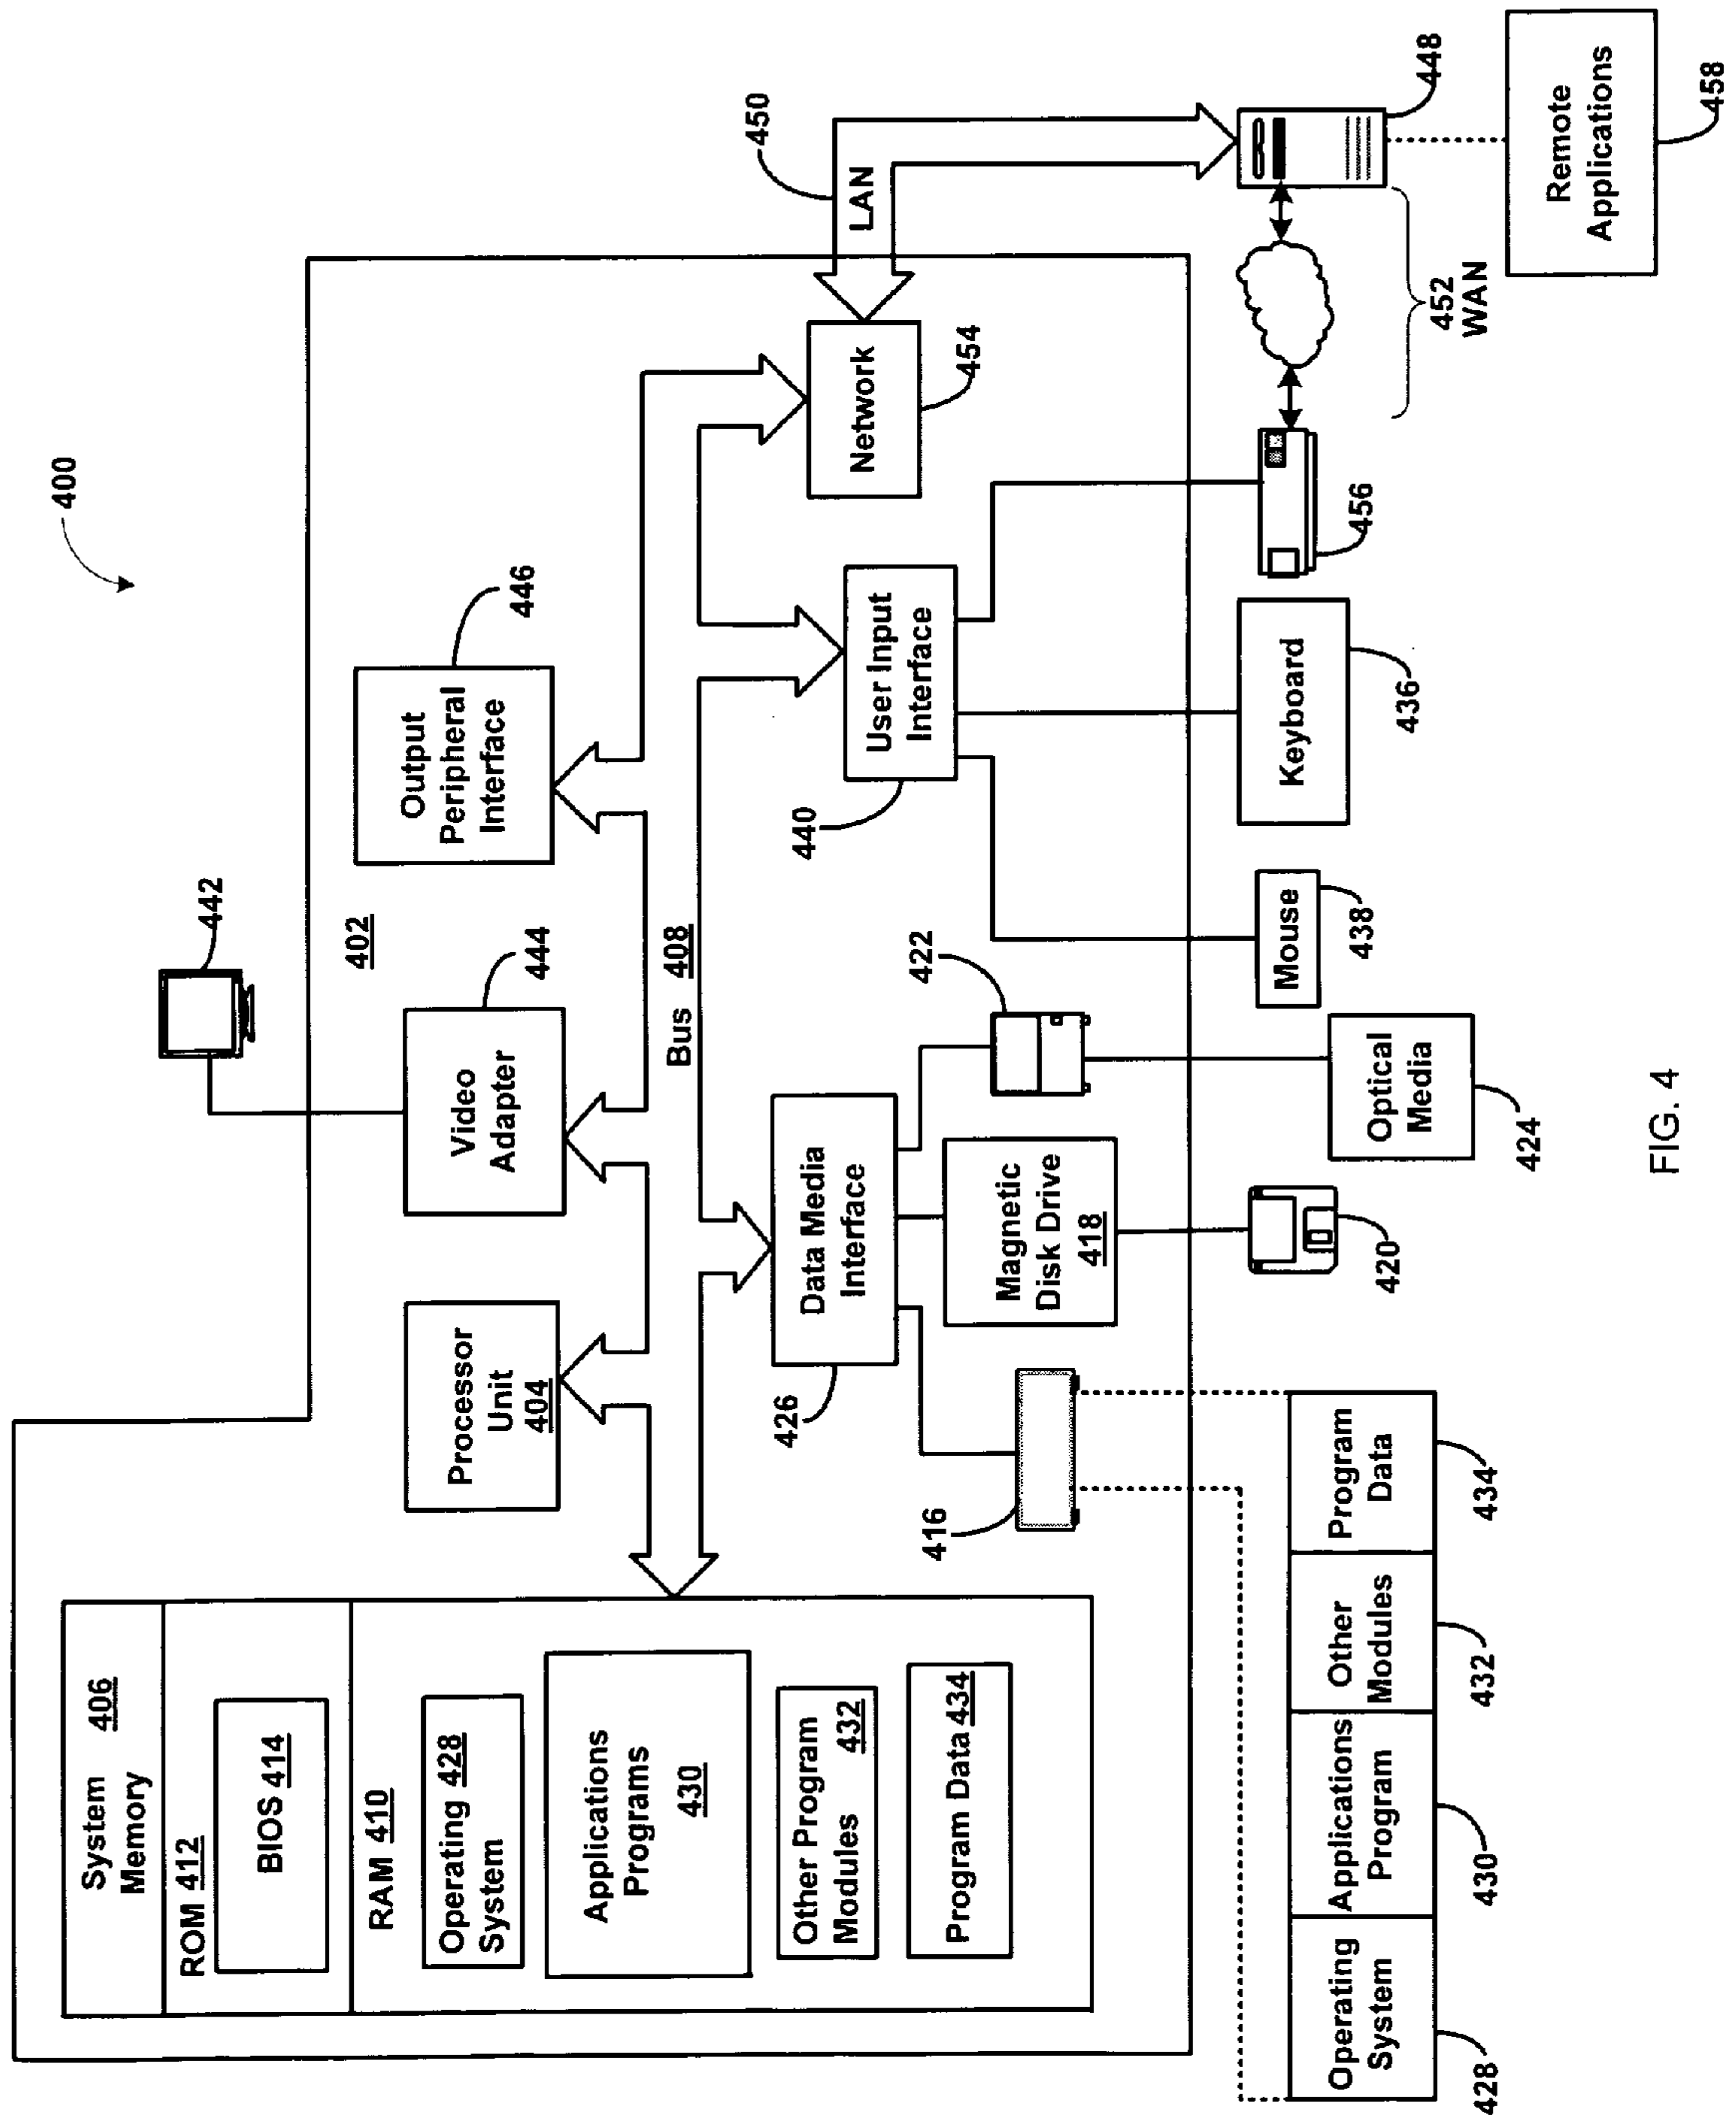 400
442
System
Memory
406
ROM 412
BIOS 414
RAM 410
Operating 428
System
Applications
Programs
430
Other Program
Modules 432
Program Data 434
Processor
Unit
404
Video
Adapter
444
402
Output
Peripheral
Interface
446
Bus 408
Data Media
Interface
426
User Input
Interface
440
Network
454
LAN
450
416
Magnetic
Disk Drive
418
422
420
Optical
Media
424
Mouse
438
Keyboard
436
456
452
WAN
448
Remote
Applications
458
Operating
System
428
Applications
Program
430
Other
Modules
432
Program
Data
434
FIG. 4